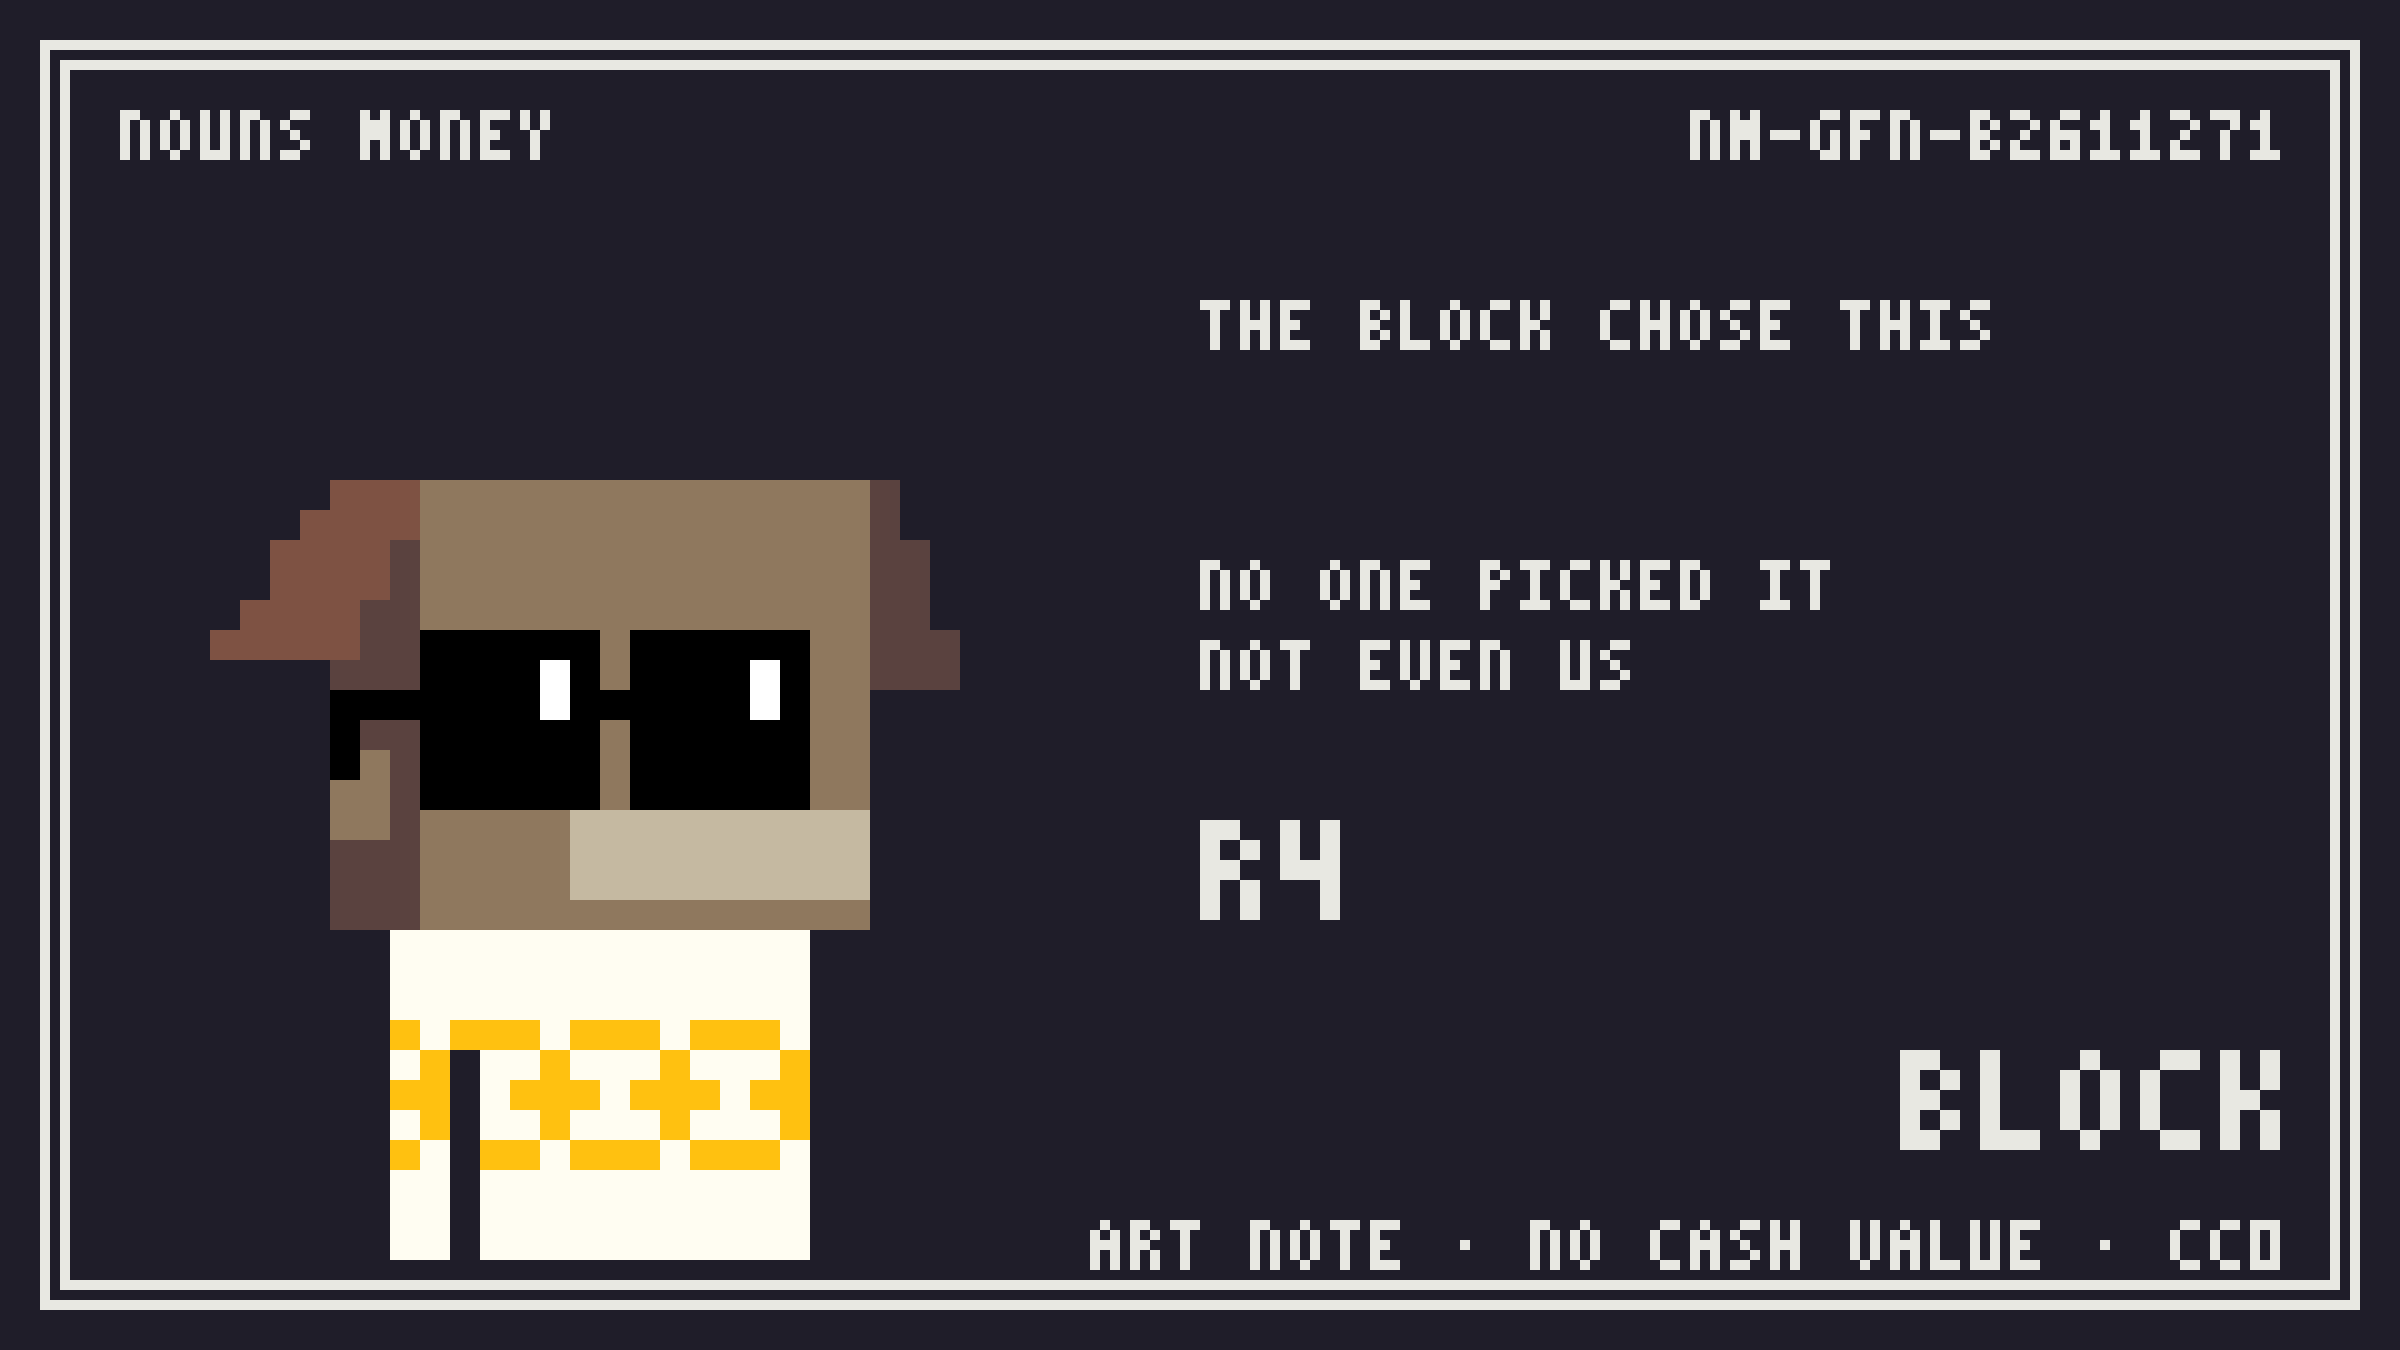 NOUNS MONEY
NM-GFN-B2611271
THE BLOCK CHOSE THIS
NO ONE PICKED IT
NOT EVEN US
R4
BLOCK
ART NOTE · NO CASH VALUE · CC0